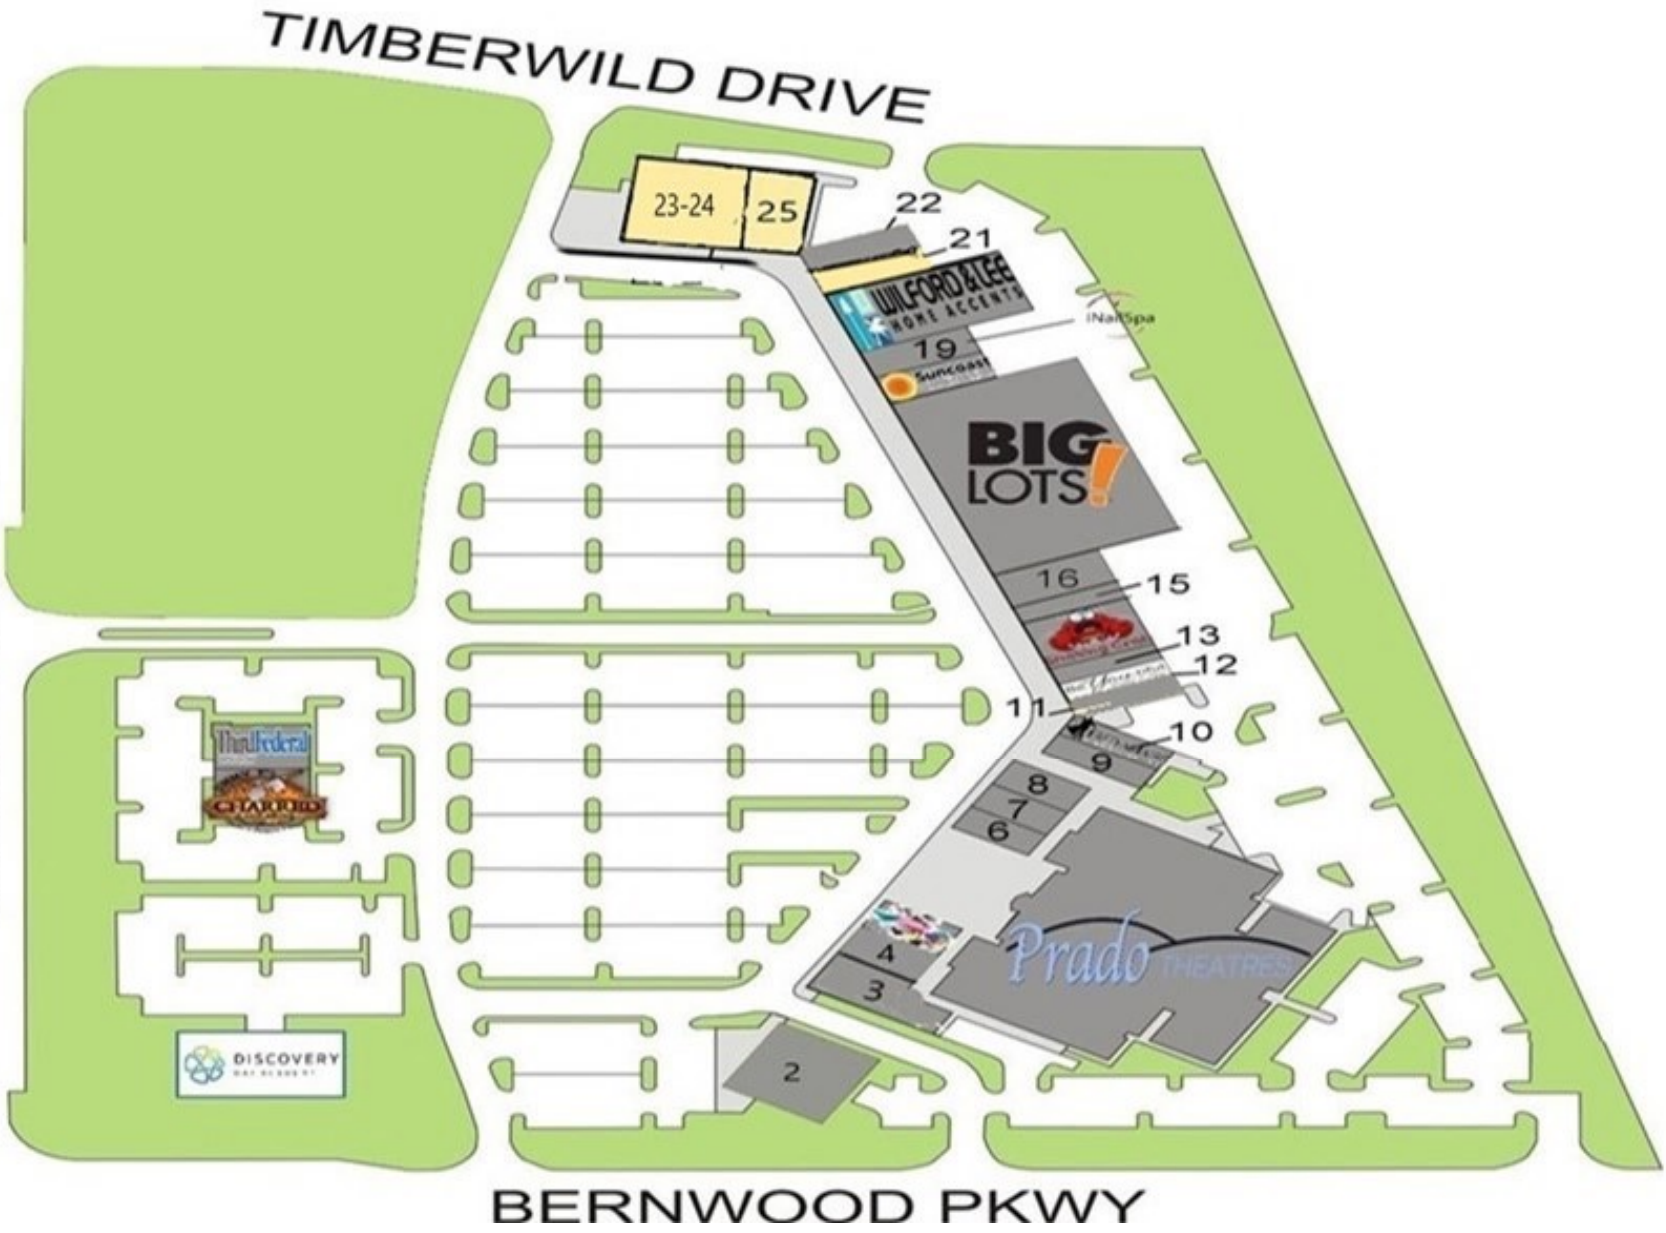 TIMBERWILD DRIVE
23-24
25
22
21
WILFORD & LEE
HOME ACCENTS
iNailSpa
19
Suncoast
BIG
LOTS!
16
15
13
12
11
10
9
8
7
6
ThirdFederal
CHARRED
Prado THEATRES
4
3
DISCOVERY
2
BERNWOOD PKWY